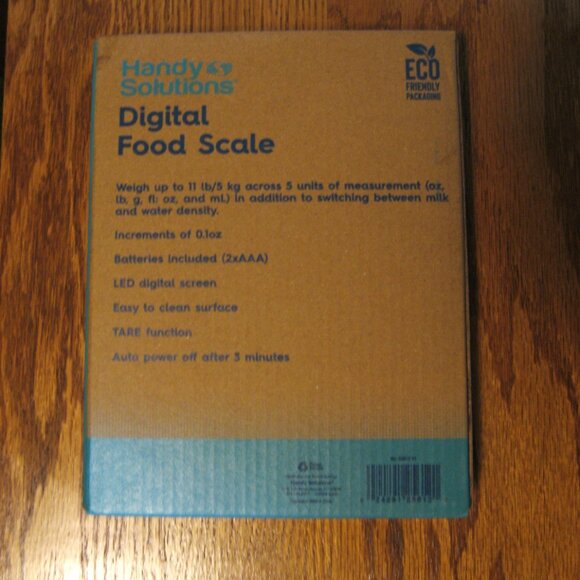 Handy
Solutions
ECO
FRIENDLY
PACKAGING
Digital
Food Scale
Weigh up to 11 lb/5 kg across 5 units of measurement (oz,
lb, g, fl: oz, and mL) in addition to switching between milk
and water density.
Increments of 0.1oz
Batteries Included (2xAAA)
LED digital screen
Easy to clean surface
TARE function
Auto power off after 3 minutes
Handy Solutions